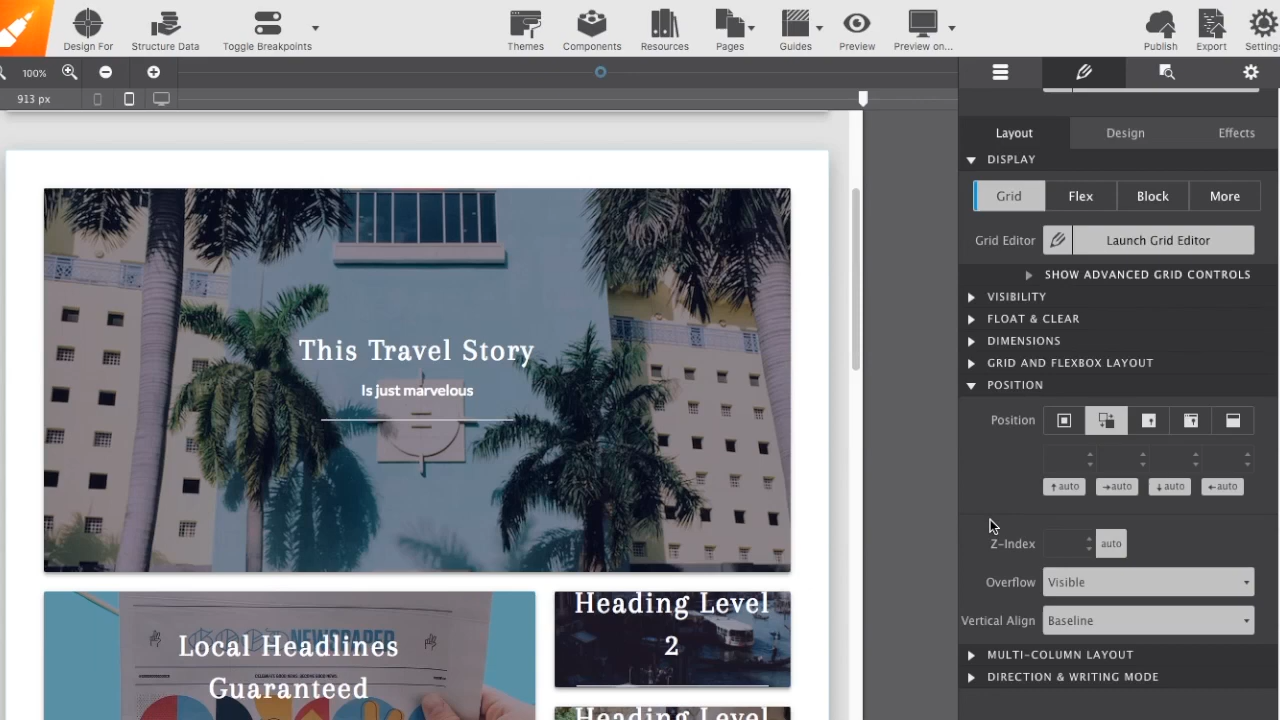 Design For
Structure Data
Toggle Breakpoints
Themes
Components
Resources
Pages
Guides
Preview
Preview on...
Publish
Export
Settings
100%
913 px
Layout
Design
Effects
DISPLAY
Grid
Flex
Block
More
Grid Editor
Launch Grid Editor
SHOW ADVANCED GRID CONTROLS
VISIBILITY
FLOAT & CLEAR
DIMENSIONS
GRID AND FLEXBOX LAYOUT
POSITION
Position
auto
auto
auto
auto
Z-Index
auto
Overflow
Visible
Vertical Align
Baseline
MULTI-COLUMN LAYOUT
DIRECTION & WRITING MODE
This Travel Story
Is just marvelous
NEWSPAPER
Local Headlines
Guaranteed
Heading Level
2
Heading Level